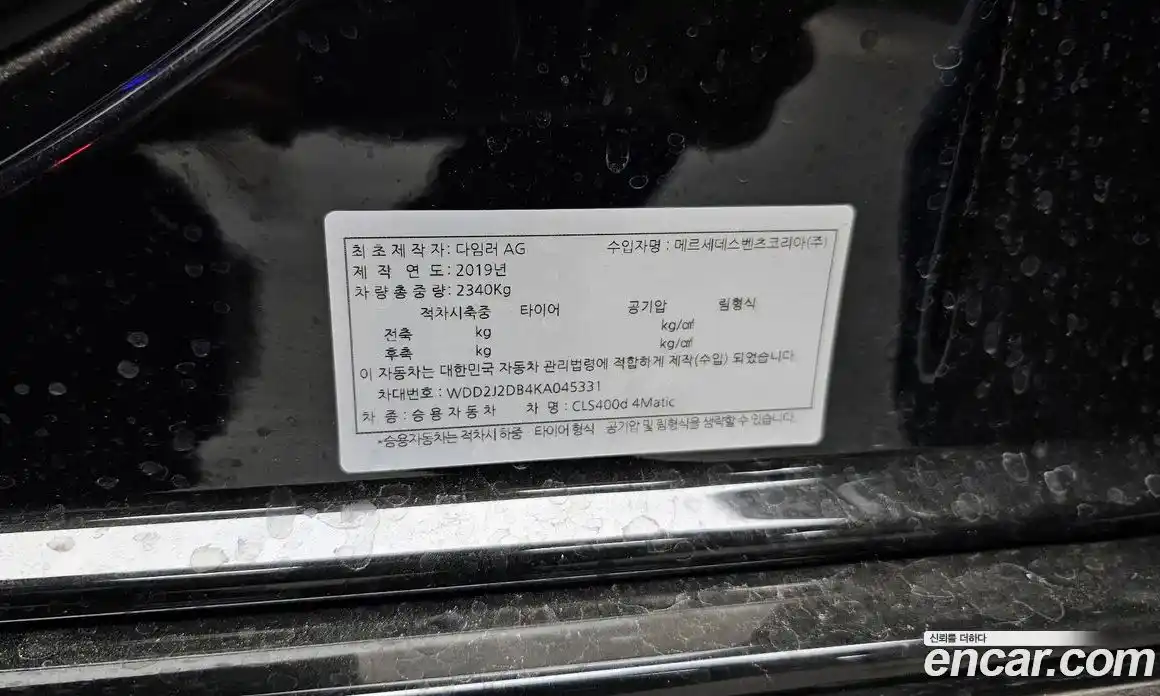 최초제작자: 다임러 AG 수입자명 : 메르세데스벤츠코리아(주)
제 작 연 도: 2019년
차량총중량: 2340Kg
적차시축중 타이어 공기압 림형식
전축 kg kg/㎠
후축 kg kg/㎠
이 자동차는 대한민국 자동차 관리법령에 적합하게 제작(수입) 되었습니다.
차대번호 : WDD2J2DB4KA045331
차 종 : 승용자동차 차 명 : CLS400d 4Matic
*승용자동차는 적차시 하중 타이어 형식 공기압 및 림형식을 생략할 수 있습니다.
신뢰를 더하다
encar.com